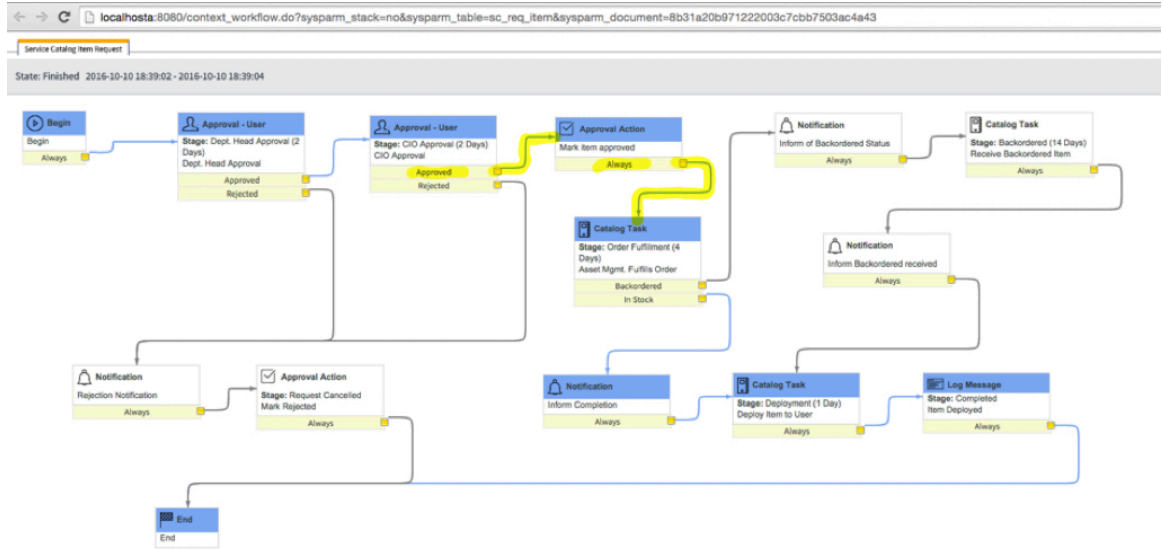 localhosta:8080/context_workflow.do?sysparm_stack=no&sysparm_table=sc_req_item&sysparm_document=8b31a20b971222003c7cbb7503ac4a43
Service Catalog Item Request
State: Finished 2016-10-10 18:39:02 - 2016-10-10 18:39:04
Begin
Begin
Always
Approval - User
Stage: Dept. Head Approval (2
Days)
Dept. Head Approval
Approved
Rejected
Approval - User
Stage: CIO Approval (2 Days)
CIO Approval
Approved
Rejected
Approval Action
Mark item approved
Always
Notification
Inform of Backordered Status
Always
Catalog Task
Stage: Backordered (14 Days)
Receive Backordered Item
Always
Catalog Task
Stage: Order Fulfillment (4
Days)
Asset Mgmt. Fulfills Order
Backordered
In Stock
Notification
Inform Backordered received
Always
Notification
Rejection Notification
Always
Approval Action
Stage: Request Cancelled
Mark Rejected
Always
Notification
Inform Completion
Always
Catalog Task
Stage: Deployment (1 Day)
Deploy Item to User
Always
Log Message
Stage: Completed
Item Deployed
Always
End
End